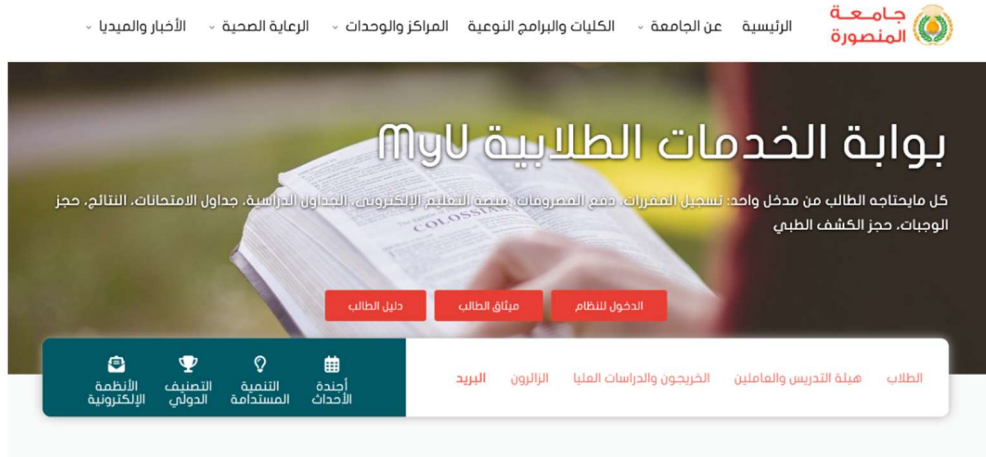 جامعة
المنصورة
الرئيسية
عن الجامعة
الكليات والبرامج النوعية
المراكز والوحدات
الرعاية الصحية
الأخبار والميديا
بوابة الخدمات الطلابية MyU
كل مايحتاجه الطالب من مدخل واحد: تسجيل المقررات، دفع المصروفات، منصة التعليم الإلكتروني، الجداول الدراسية، جداول الامتحانات، النتائج، حجز
الوجبات، حجز الكشف الطبي
COLOSSIANS
الدخول للنظام
ميثاق الطالب
دليل الطالب
الطلاب
هيئة التدريس والعاملين
الخريجون والدراسات العليا
الزائرون
البريد
أجندة
الأحداث
التنمية
المستدامة
التصنيف
الدولي
الأنظمة
الإلكترونية